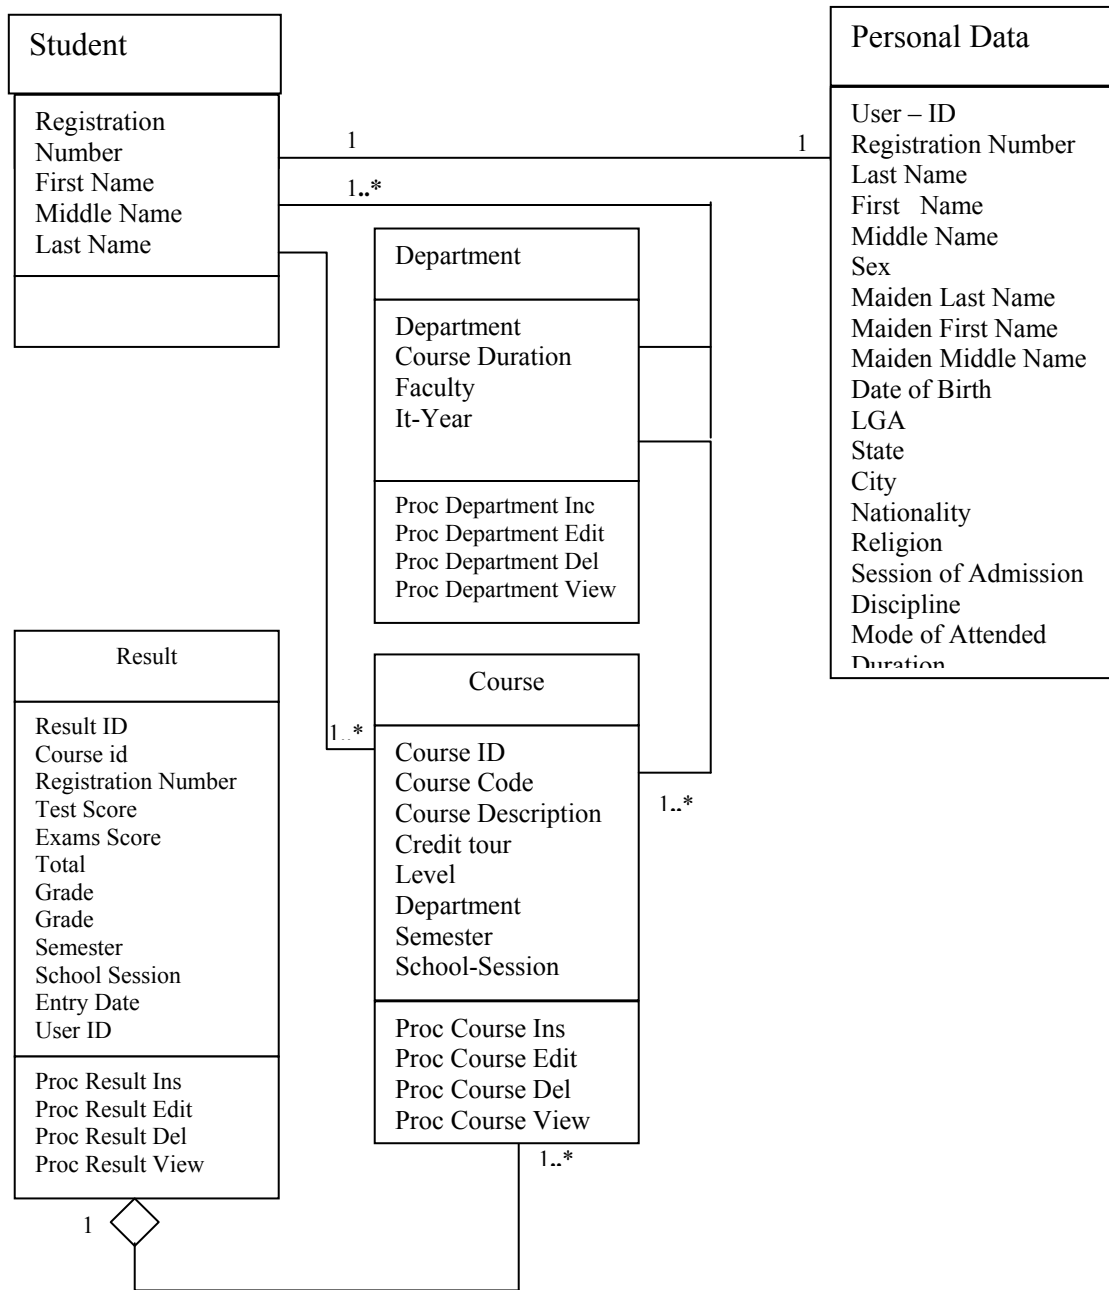 Student
Registration
Number
First Name
Middle Name
Last Name
1
1
1..*
Personal Data
User – ID
Registration Number
Last Name
First   Name
Middle Name
Sex
Maiden Last Name
Maiden First Name
Maiden Middle Name
Date of Birth
LGA
State
City
Nationality
Religion
Session of Admission
Discipline
Mode of Attended
Duration
Department
Department
Course Duration
Faculty
It-Year
Proc Department Inc
Proc Department Edit
Proc Department Del
Proc Department View
Result
Result ID
Course id
Registration Number
Test Score
Exams Score
Total
Grade
Grade
Semester
School Session
Entry Date
User ID
Proc Result Ins
Proc Result Edit
Proc Result Del
Proc Result View
1
1..*
Course
Course ID
Course Code
Course Description
Credit tour
Level
Department
Semester
School-Session
Proc Course Ins
Proc Course Edit
Proc Course Del
Proc Course View
1..*
1..*